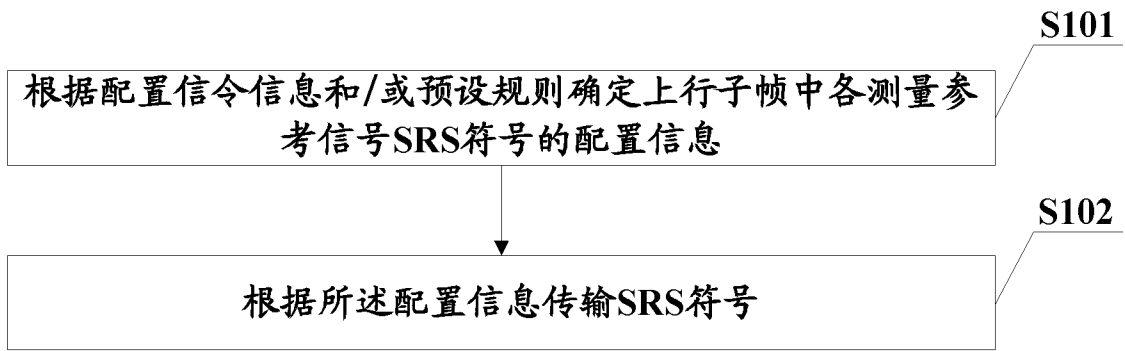 S101
根据配置信令信息和/或预设规则确定上行子帧中各测量参
考信号SRS符号的配置信息
S102
根据所述配置信息传输SRS符号